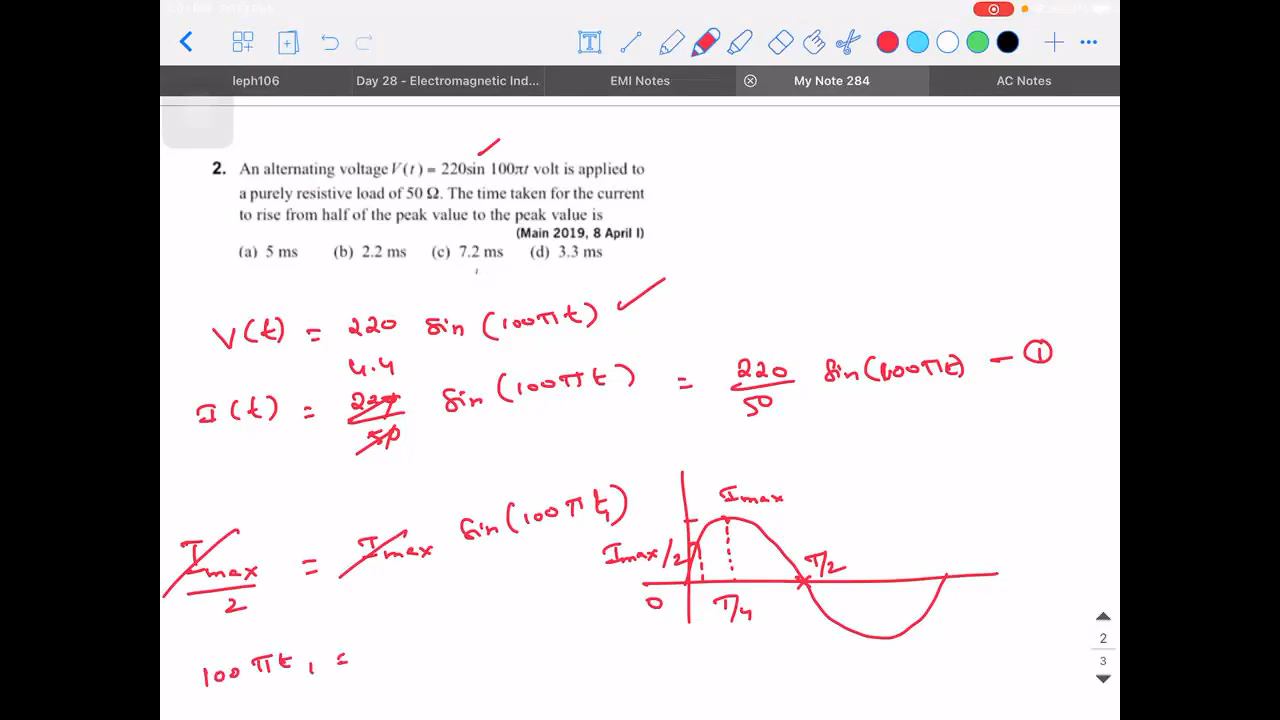 leph106
Day 28 - Electromagnetic Ind...
EMI Notes
My Note 284
AC Notes
2. An alternating voltage V(t) = 220sin 100πt volt is applied to
a purely resistive load of 50 Ω. The time taken for the current
to rise from half of the peak value to the peak value is
(Main 2019, 8 April I)
(a) 5 ms (b) 2.2 ms (c) 7.2 ms (d) 3.3 ms
V(t) = 220 sin (100πt)
4.4
I(t) = 220/50 sin (100πt) = 220/50 sin(100πt) — ①
Imax/2 = Imax sin(100πt₁)
Imax
Imax/2
T/2
0
T/4
100πt₁ =
2
3